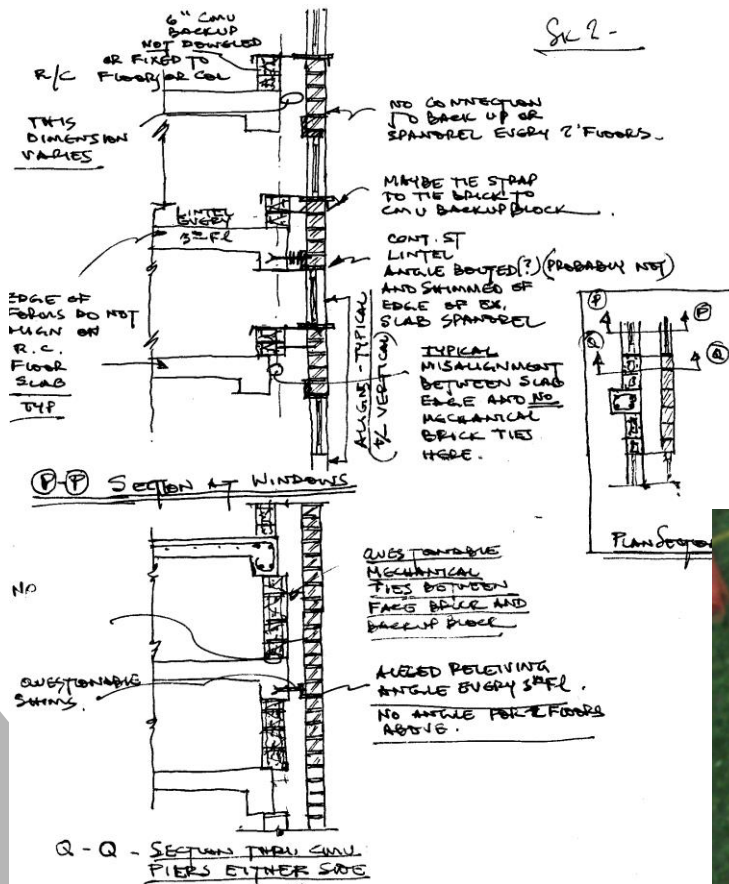 SK 2 -
6" CMU
BACKUP
NOT DOWELED
OR FIXED TO
FLOORS OR COL
R/C
THIS
DIMENSION
VARIES
NO CONNECTION
TO BACK UP OR
SPANDREL EVERY 2 FLOORS.
MAYBE TIE STRAP
TO TIE BRICK TO
CMU BACKUP BLOCK.
LINTEL
EVERY
3RD FL
CONT. ST
LINTEL
ANGLE BOLTED (?) (PROBABLY NOT)
AND SHIMMED OF
EDGE OF EX.
SLAB SPANDREL
EDGE OF
DO NOT
ALIGN ON
R.C.
FLOOR
SLAB
TYP
ALIGNS - TYPICAL
VERTICAL
TYPICAL
MISALIGNMENT
BETWEEN SLAB
EDGE AND NO
MECHANICAL
BRICK TIES
HERE.
P P
Q Q
PLAN SECTIO
P-P SECTION AT WINDOWS
QUESTIONABLE
MECHANICAL
TIES BETWEEN
FACE BRICK AND
BACKUP BLOCK
NO
QUESTIONABLE
SHIMS.
ALEGED RELEIVING
ANGLE EVERY 3RD FL.
NO ANGLE FOR 2 FLOORS
ABOVE.
Q - Q - SECTION THRU CMU
PIERS EITHER SIDE